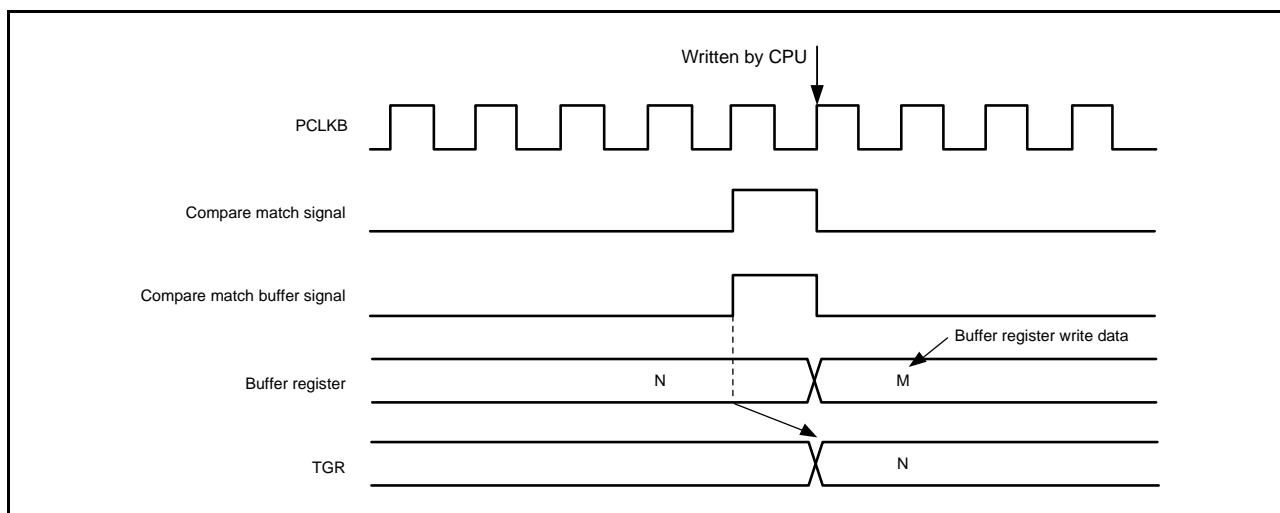 Written by CPU
PCLKB
Compare match signal
Compare match buffer signal
Buffer register write data
Buffer register
N
M
TGR
N